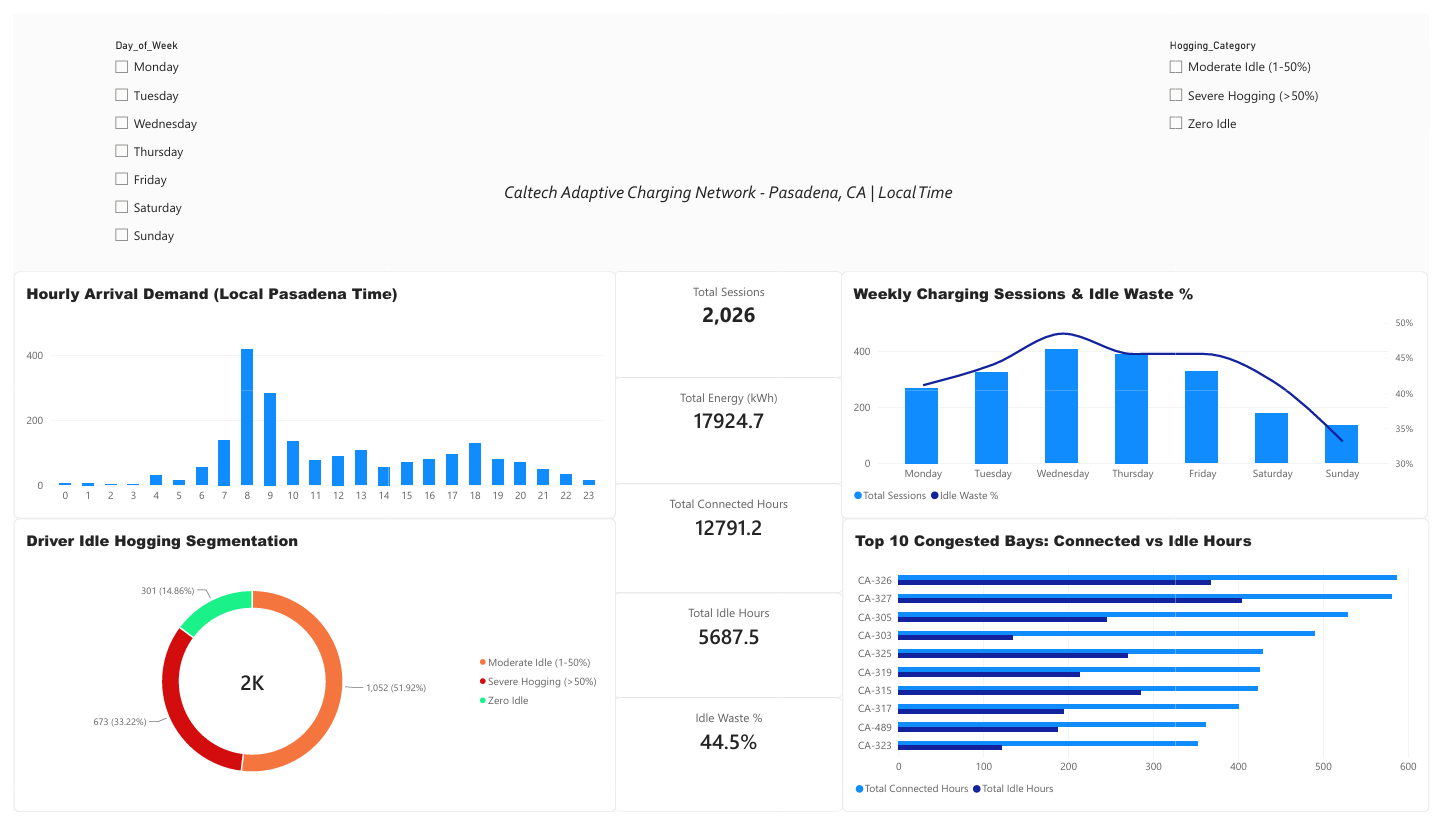 Day_of_Week
Monday
Tuesday
Wednesday
Thursday
Friday
Saturday
Sunday
Hogging_Category
Moderate Idle (1-50%)
Severe Hogging (>50%)
Zero Idle
Caltech Adaptive Charging Network - Pasadena, CA | Local Time
Hourly Arrival Demand (Local Pasadena Time)
400
200
0
0 1 2 3 4 5 6 7 8 9 10 11 12 13 14 15 16 17 18 19 20 21 22 23
Total Sessions
2,026
Total Energy (kWh)
17924.7
Total Connected Hours
12791.2
Total Idle Hours
5687.5
Idle Waste %
44.5%
Weekly Charging Sessions & Idle Waste %
50%
400
45%
40%
200
35%
0
30%
Monday Tuesday Wednesday Thursday Friday Saturday Sunday
Total Sessions Idle Waste %
Driver Idle Hogging Segmentation
301 (14.86%)
2K
1,052 (51.92%)
673 (33.22%)
Moderate Idle (1-50%)
Severe Hogging (>50%)
Zero Idle
Top 10 Congested Bays: Connected vs Idle Hours
CA-326
CA-327
CA-305
CA-303
CA-325
CA-319
CA-315
CA-317
CA-489
CA-323
0 100 200 300 400 500 600
Total Connected Hours Total Idle Hours